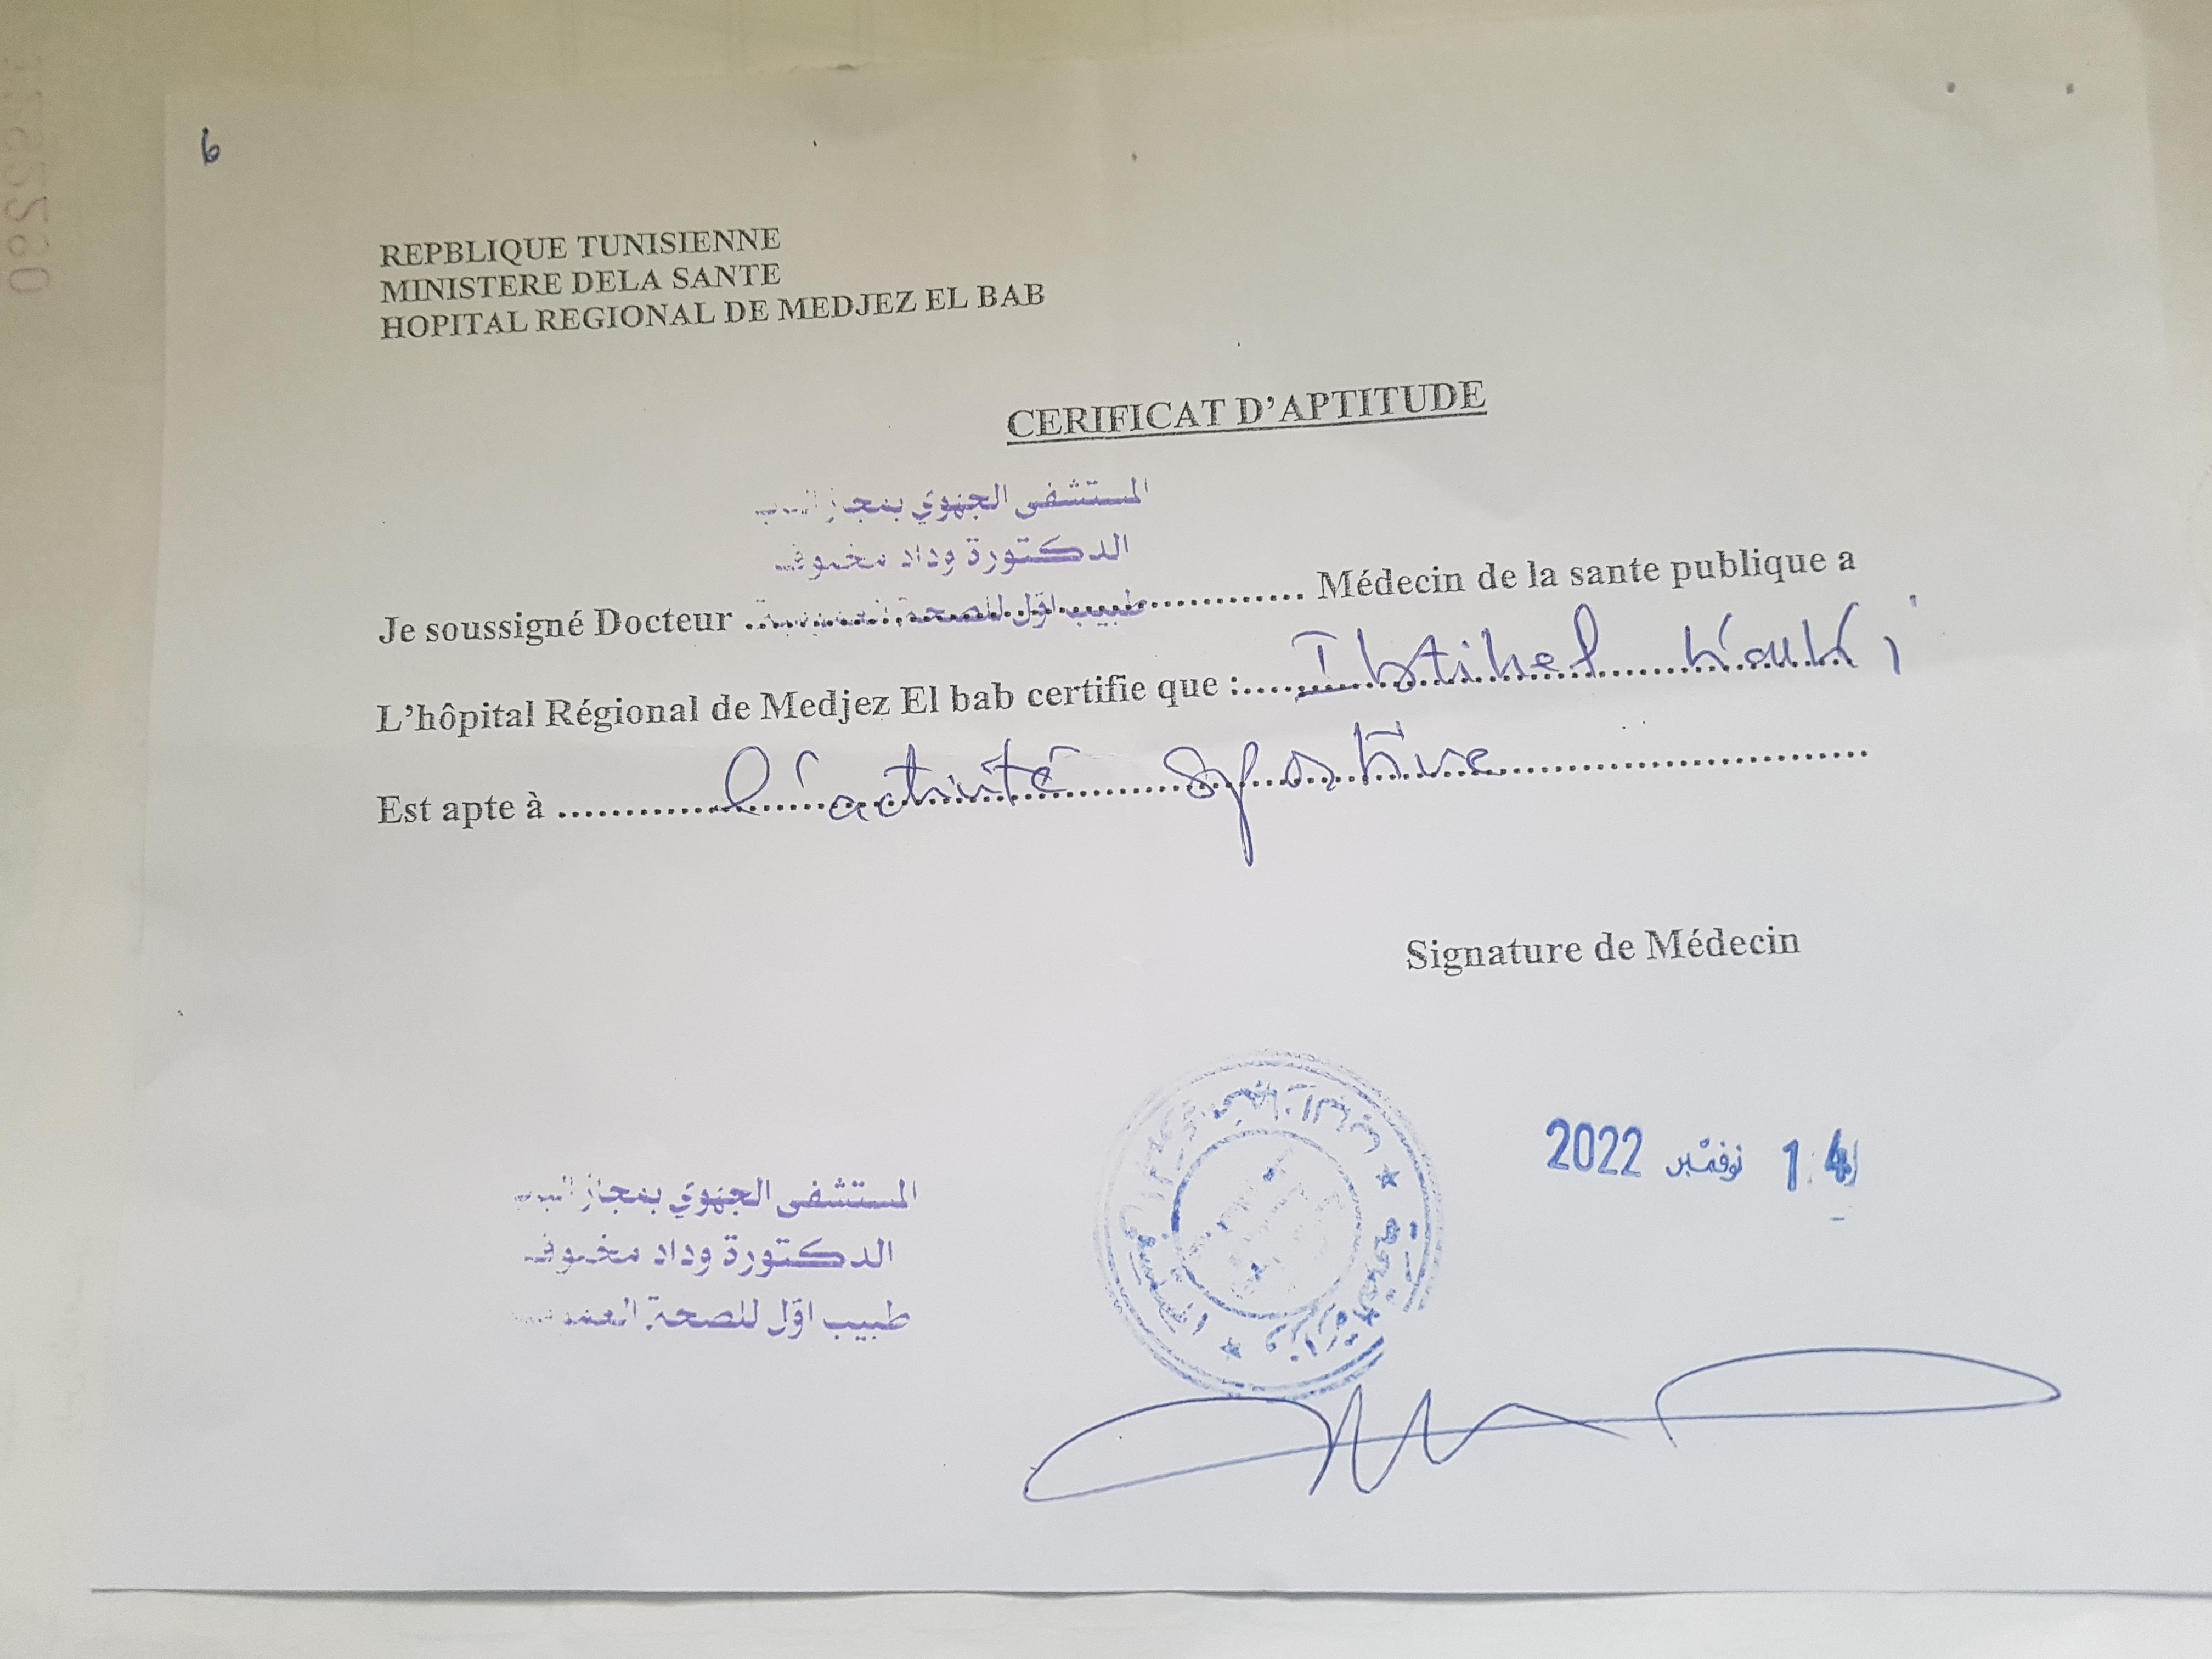 6
REPBLIQUE TUNISIENNE
MINISTERE DELA SANTE
HOPITAL REGIONAL DE MEDJEZ EL BAB
CERIFICAT D'APTITUDE
المستشفى الجهوي بمجاز الباب
الدكتورة وداد مخلوف
Je soussigné Docteur طبيب اوّل للصحة العمومية Médecin de la sante publique a
L'hôpital Régional de Medjez El bab certifie que : Ibtihel
Est apte à l'activité sportive
Signature de Médecin
14 نوفمبر 2022
المستشفى الجهوي بمجاز الباب
الدكتورة وداد مخلوف
طبيب اوّل للصحة العمومية